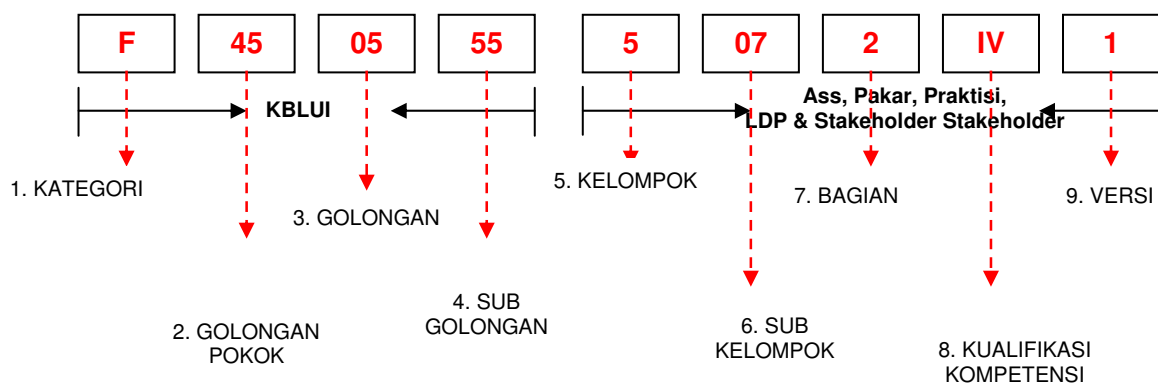 F 45 05 55 5 07 2 IV 1
KBLUI
Ass, Pakar, Praktisi,
LDP & Stakeholder Stakeholder
1. KATEGORI
5. KELOMPOK
7. BAGIAN
9. VERSI
3. GOLONGAN
4. SUB
GOLONGAN
2. GOLONGAN
POKOK
6. SUB
KELOMPOK
8. KUALIFIKASI
KOMPETENSI